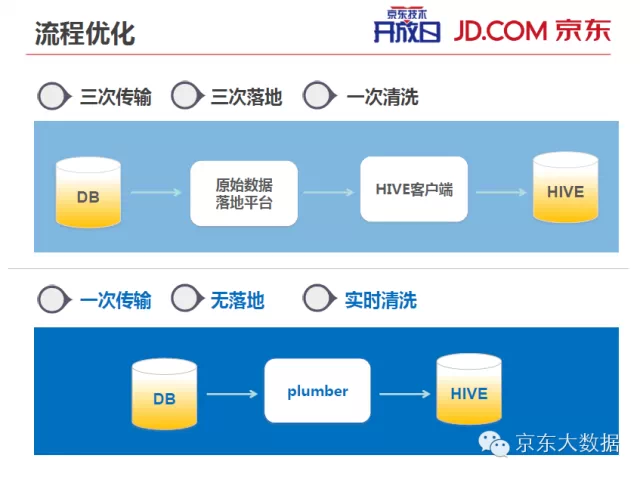 流程优化
京东技术
开放日
JD.COM 京东
三次传输 三次落地 一次清洗
DB
原始数据
落地平台
HIVE客户端
HIVE
一次传输 无落地 实时清洗
DB
plumber
HIVE
京东大数据